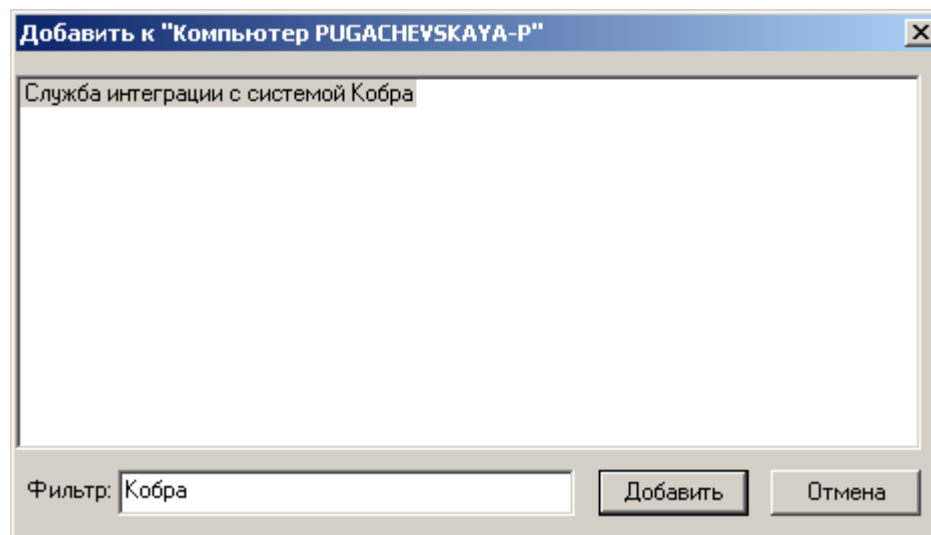 Добавить к "Компьютер PUGACHEVSKAYA-P"
Служба интеграции с системой Кобра
Фильтр: Кобра Добавить Отмена